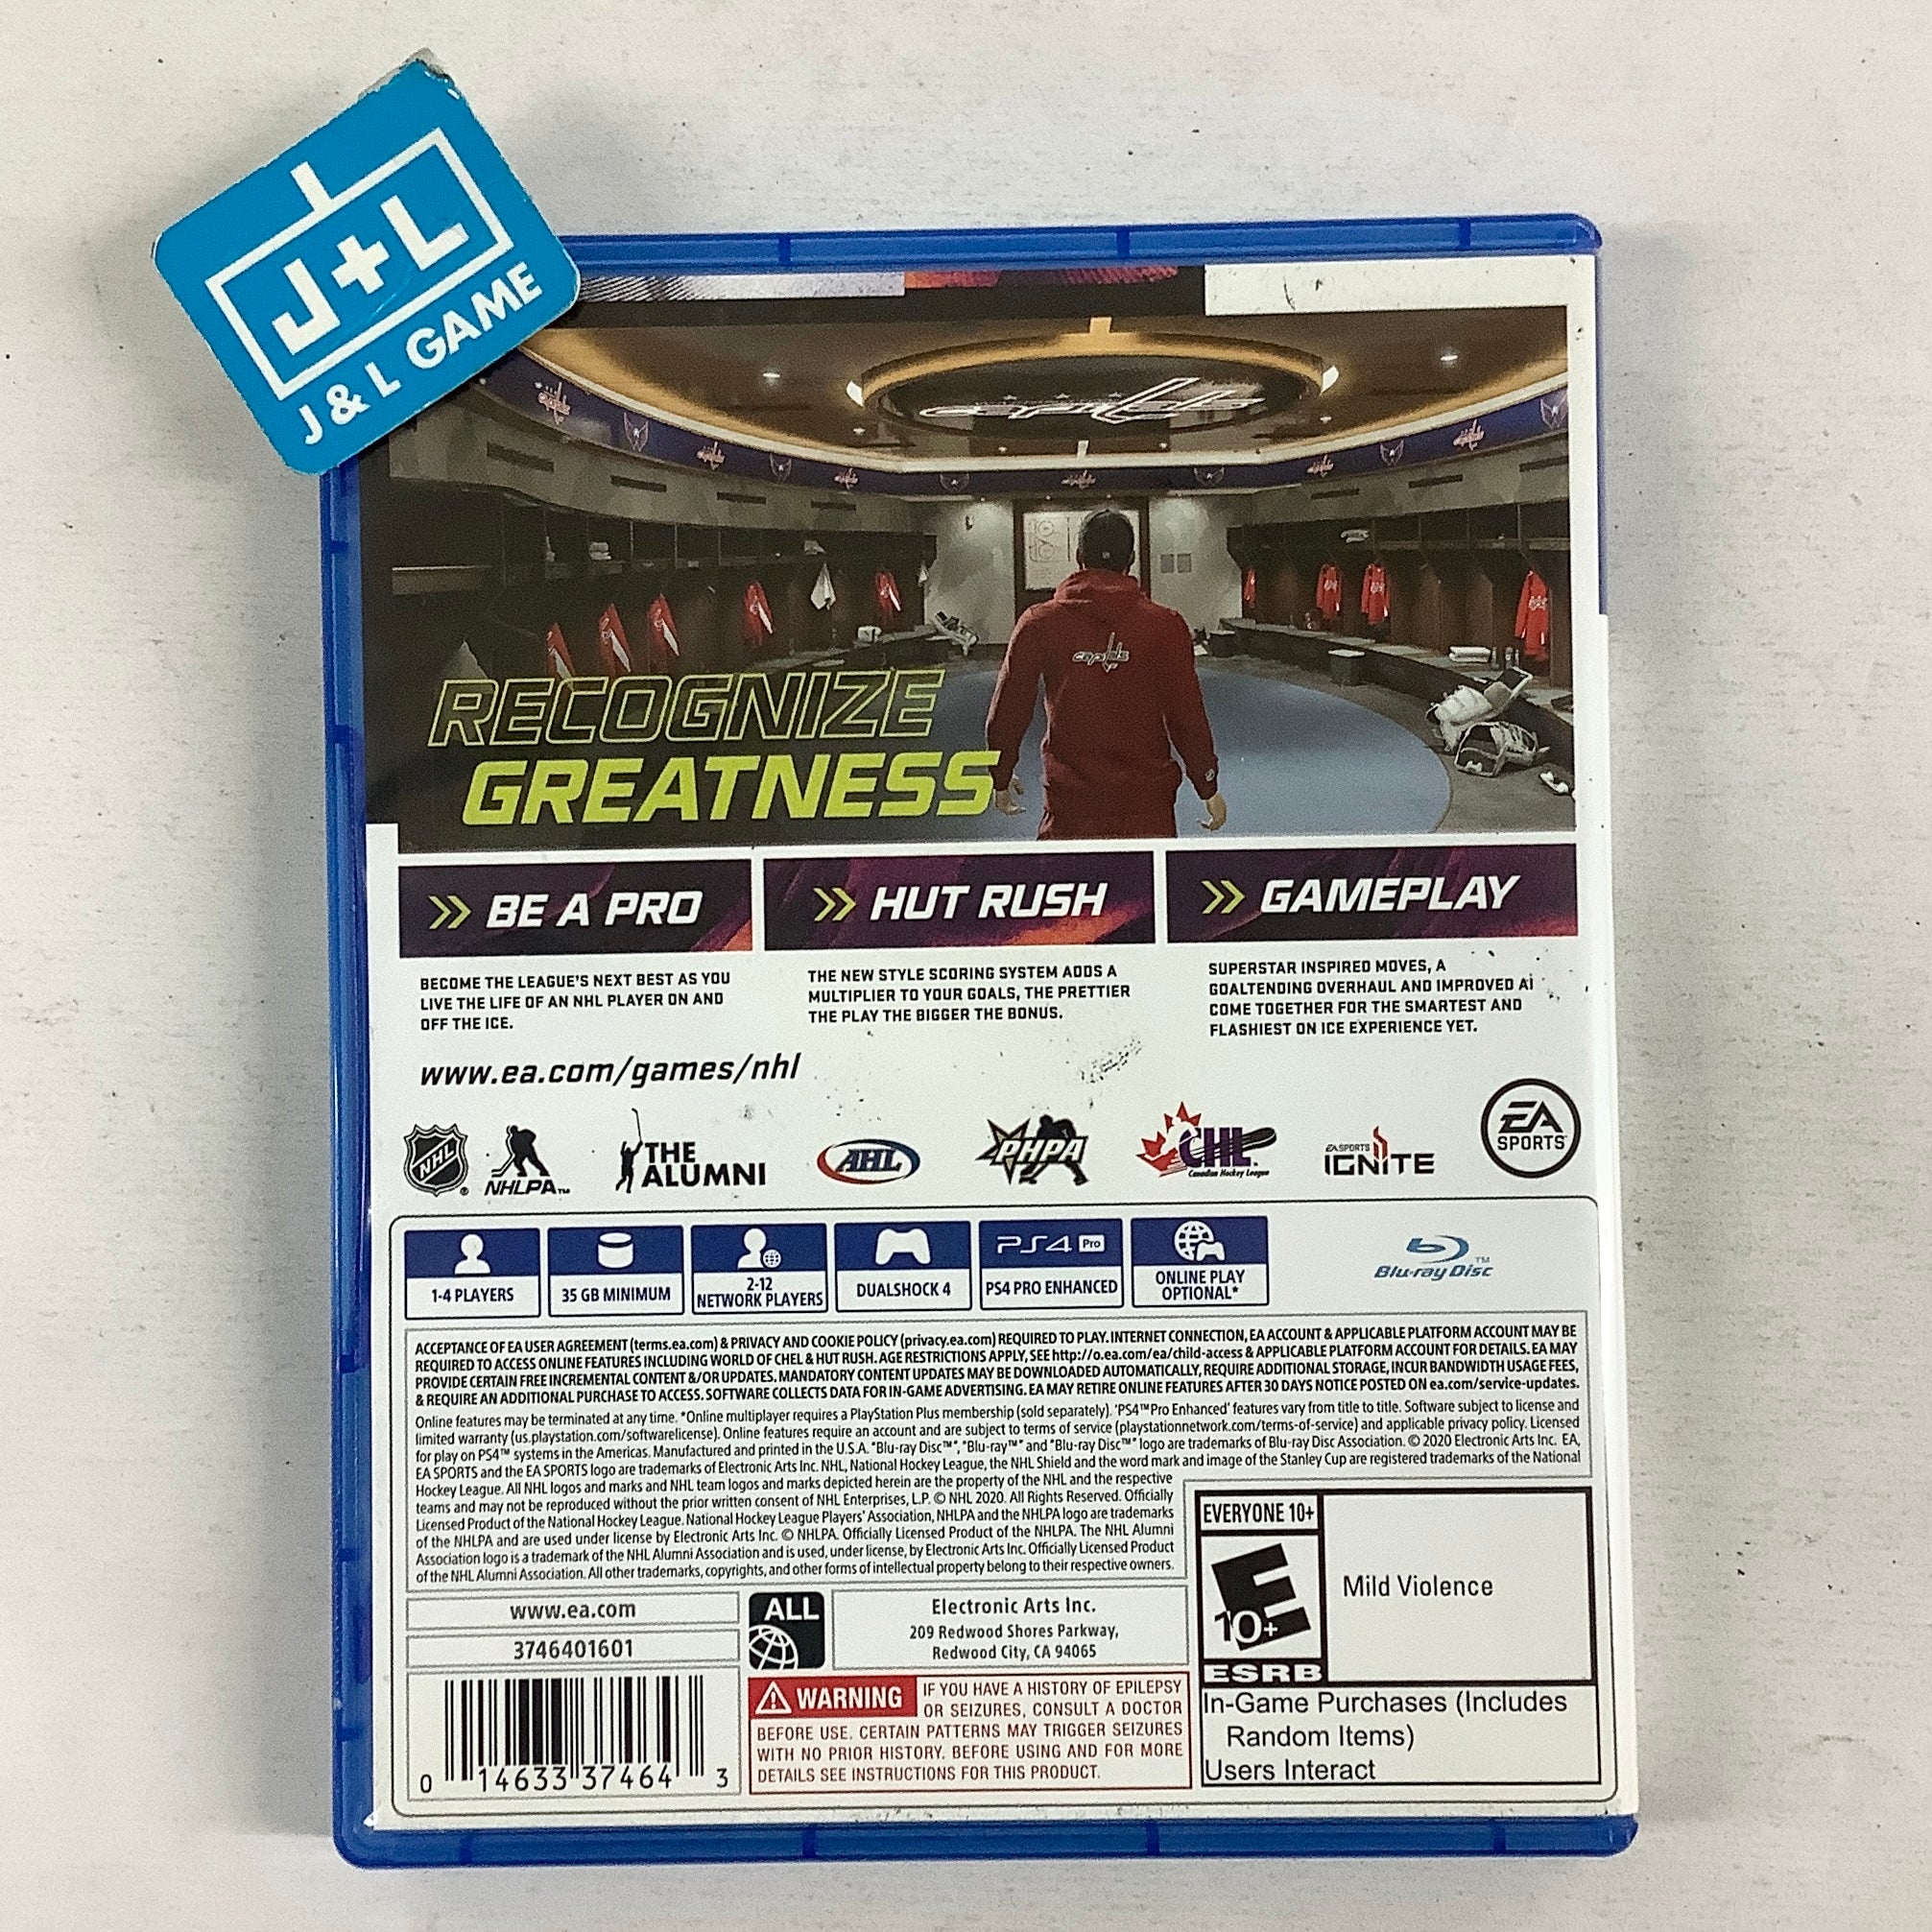 J+L
J & L GAME
capitals
capitals
RECOGNIZE
GREATNESS
BE A PRO
HUT RUSH
GAMEPLAY
BECOME THE LEAGUE'S NEXT BEST AS YOU
LIVE THE LIFE OF AN NHL PLAYER ON AND
OFF THE ICE.
THE NEW STYLE SCORING SYSTEM ADDS A
MULTIPLIER TO YOUR GOALS, THE PRETTIER
THE PLAY THE BIGGER THE BONUS.
SUPERSTAR INSPIRED MOVES, A
GOALTENDING OVERHAUL AND IMPROVED AI
COME TOGETHER FOR THE SMARTEST AND
FLASHIEST ON ICE EXPERIENCE YET.
www.ea.com/games/nhl
NHL
NHLPA™
THE
ALUMNI
AHL
PHPA
CHL
Canadian Hockey League
EA SPORTS
IGNITE
EA
SPORTS
1-4 PLAYERS
35 GB MINIMUM
2-12
NETWORK PLAYERS
DUALSHOCK 4
PS4 Pro
PS4 PRO ENHANCED
ONLINE PLAY
OPTIONAL*
Blu-ray Disc™
ACCEPTANCE OF EA USER AGREEMENT (terms.ea.com) & PRIVACY AND COOKIE POLICY (privacy.ea.com) REQUIRED TO PLAY. INTERNET CONNECTION, EA ACCOUNT & APPLICABLE PLATFORM ACCOUNT MAY BE
REQUIRED TO ACCESS ONLINE FEATURES INCLUDING WORLD OF CHEL & HUT RUSH. AGE RESTRICTIONS APPLY, SEE http://o.ea.com/ea/child-access & APPLICABLE PLATFORM ACCOUNT FOR DETAILS. EA MAY
PROVIDE CERTAIN FREE INCREMENTAL CONTENT &/OR UPDATES. MANDATORY CONTENT UPDATES MAY BE DOWNLOADED AUTOMATICALLY, REQUIRE ADDITIONAL STORAGE, INCUR BANDWIDTH USAGE FEES,
& REQUIRE AN ADDITIONAL PURCHASE TO ACCESS. SOFTWARE COLLECTS DATA FOR IN-GAME ADVERTISING. EA MAY RETIRE ONLINE FEATURES AFTER 30 DAYS NOTICE POSTED ON ea.com/service-updates.
Online features may be terminated at any time. *Online multiplayer requires a PlayStation Plus membership (sold separately). 'PS4™Pro Enhanced' features vary from title to title. Software subject to license and
limited warranty (us.playstation.com/softwarelicense). Online features require an account and are subject to terms of service (playstationnetwork.com/terms-of-service) and applicable privacy policy. Licensed
for play on PS4™ systems in the Americas. Manufactured and printed in the U.S.A. "Blu-ray Disc™", "Blu-ray™" and "Blu-ray Disc™" logo are trademarks of Blu-ray Disc Association. © 2020 Electronic Arts Inc. EA,
EA SPORTS and the EA SPORTS logo are trademarks of Electronic Arts Inc. NHL, National Hockey League, the NHL Shield and the word mark and image of the Stanley Cup are registered trademarks of the National
Hockey League. All NHL logos and marks and NHL team logos and marks depicted herein are the property of the NHL and the respective
teams and may not be reproduced without the prior written consent of NHL Enterprises, L.P. © NHL 2020. All Rights Reserved. Officially
Licensed Product of the National Hockey League. National Hockey League Players' Association, NHLPA and the NHLPA logo are trademarks
of the NHLPA and are used under license by Electronic Arts Inc. © NHLPA. Officially Licensed Product of the NHLPA. The NHL Alumni
Association logo is a trademark of the NHL Alumni Association and is used, under license, by Electronic Arts Inc. Officially Licensed Product
of the NHL Alumni Association. All other trademarks, copyrights, and other forms of intellectual property belong to their respective owners.
www.ea.com
3746401601
ALL
Electronic Arts Inc.
209 Redwood Shores Parkway,
Redwood City, CA 94065
0 14633 37464 3
WARNING IF YOU HAVE A HISTORY OF EPILEPSY
OR SEIZURES, CONSULT A DOCTOR
BEFORE USE. CERTAIN PATTERNS MAY TRIGGER SEIZURES
WITH NO PRIOR HISTORY. BEFORE USING AND FOR MORE
DETAILS SEE INSTRUCTIONS FOR THIS PRODUCT.
EVERYONE 10+
E
10+
ESRB
Mild Violence
In-Game Purchases (Includes
Random Items)
Users Interact